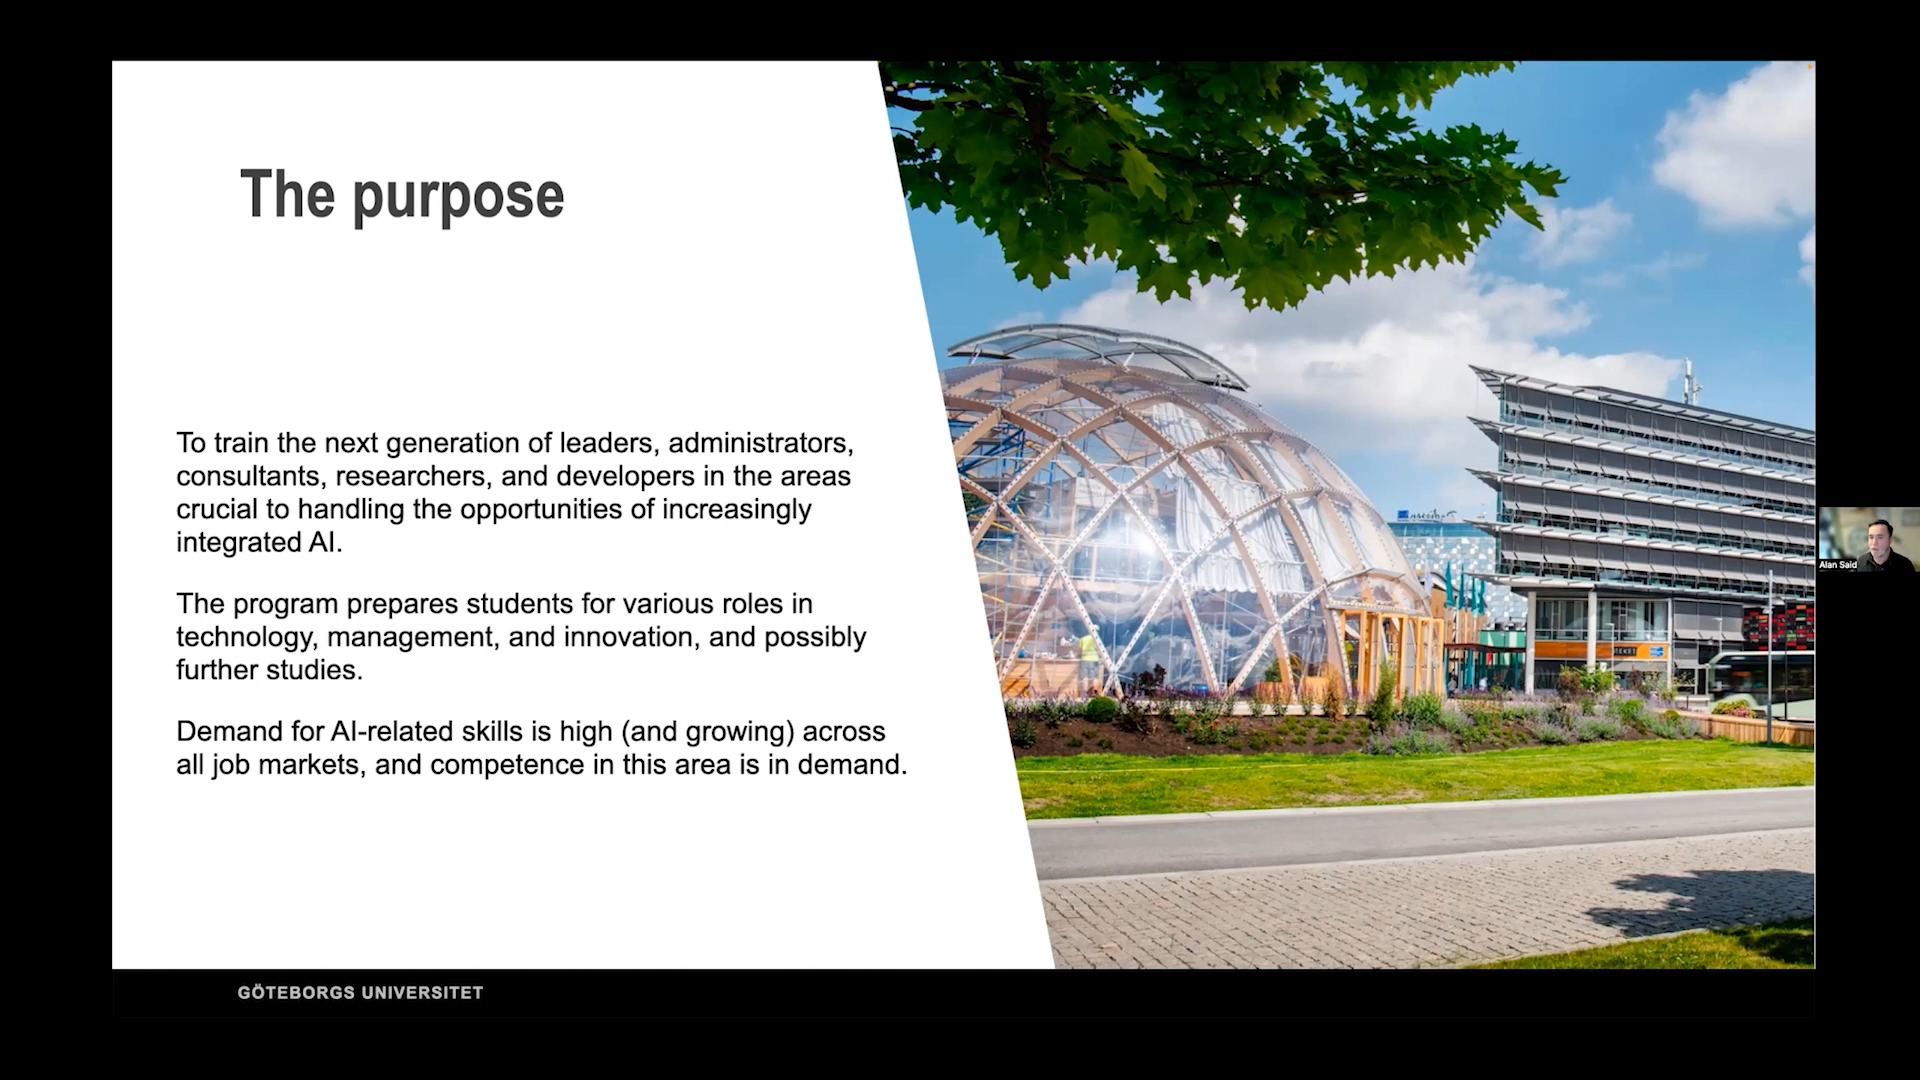 The purpose
To train the next generation of leaders, administrators,
consultants, researchers, and developers in the areas
crucial to handling the opportunities of increasingly
integrated AI.
The program prepares students for various roles in
technology, management, and innovation, and possibly
further studies.
Demand for AI-related skills is high (and growing) across
all job markets, and competence in this area is in demand.
Alan Said
GÖTEBORGS UNIVERSITET